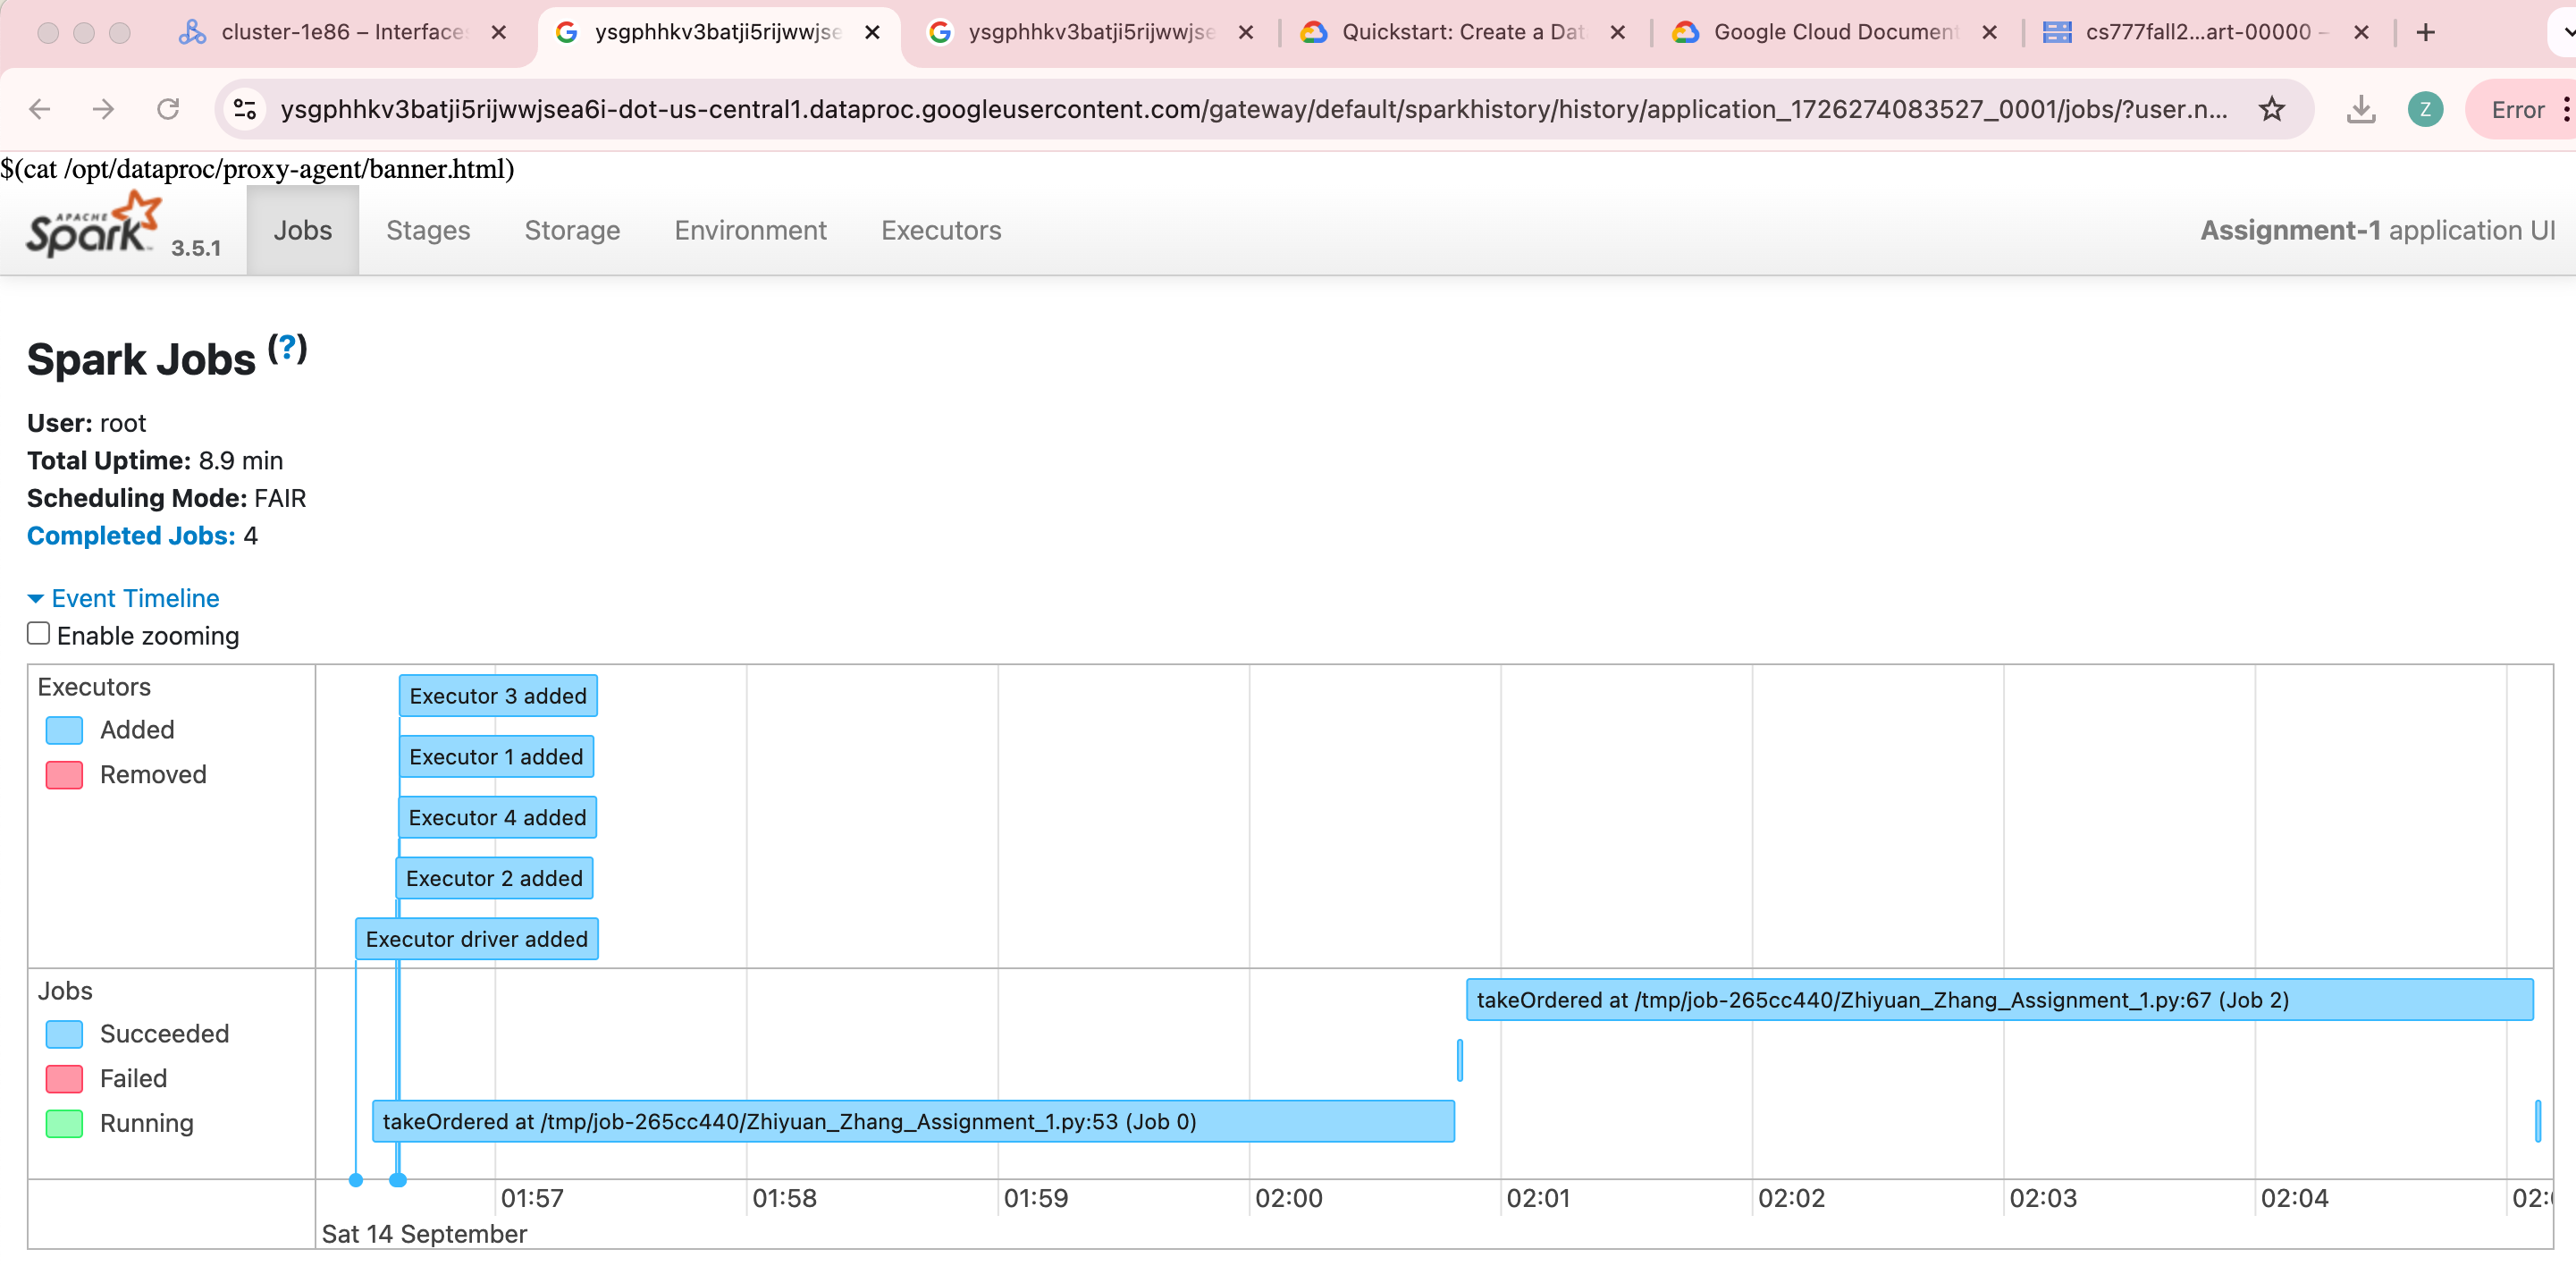 cluster-1e86 – Interfaces
ysgphhkv3batji5rijwwjse
ysgphhkv3batji5rijwwjse
Quickstart: Create a Dat
Google Cloud Document
cs777fall2...art-00000 –
ysgphhkv3batji5rijwwjsea6i-dot-us-central1.dataproc.googleusercontent.com/gateway/default/sparkhistory/history/application_1726274083527_0001/jobs/?user.n...
Z
Error
$(cat /opt/dataproc/proxy-agent/banner.html)
APACHE
Spark 3.5.1
Jobs
Stages
Storage
Environment
Executors
Assignment-1 application UI
Spark Jobs (?)
User: root
Total Uptime: 8.9 min
Scheduling Mode: FAIR
Completed Jobs: 4
Event Timeline
Enable zooming
Executors
Added
Removed
Executor 3 added
Executor 1 added
Executor 4 added
Executor 2 added
Executor driver added
Jobs
Succeeded
Failed
Running
takeOrdered at /tmp/job-265cc440/Zhiyuan_Zhang_Assignment_1.py:67 (Job 2)
takeOrdered at /tmp/job-265cc440/Zhiyuan_Zhang_Assignment_1.py:53 (Job 0)
01:57
01:58
01:59
02:00
02:01
02:02
02:03
02:04
02:
Sat 14 September